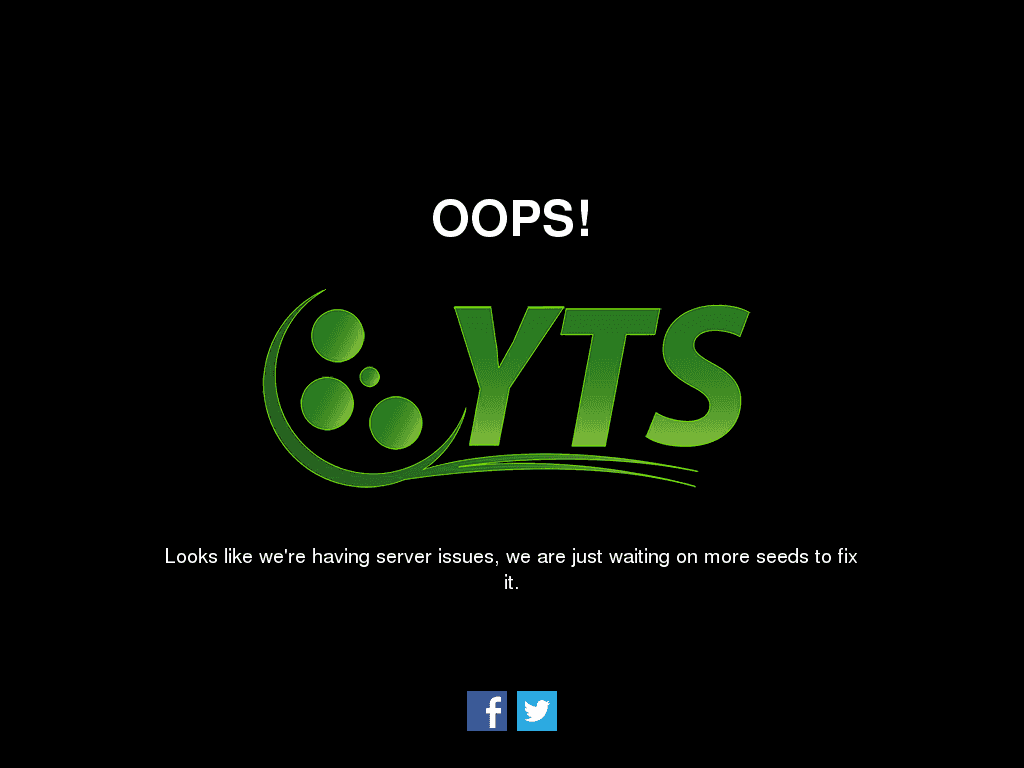 OOPS!
YTS
Looks like we're having server issues, we are just waiting on more seeds to fix
it.